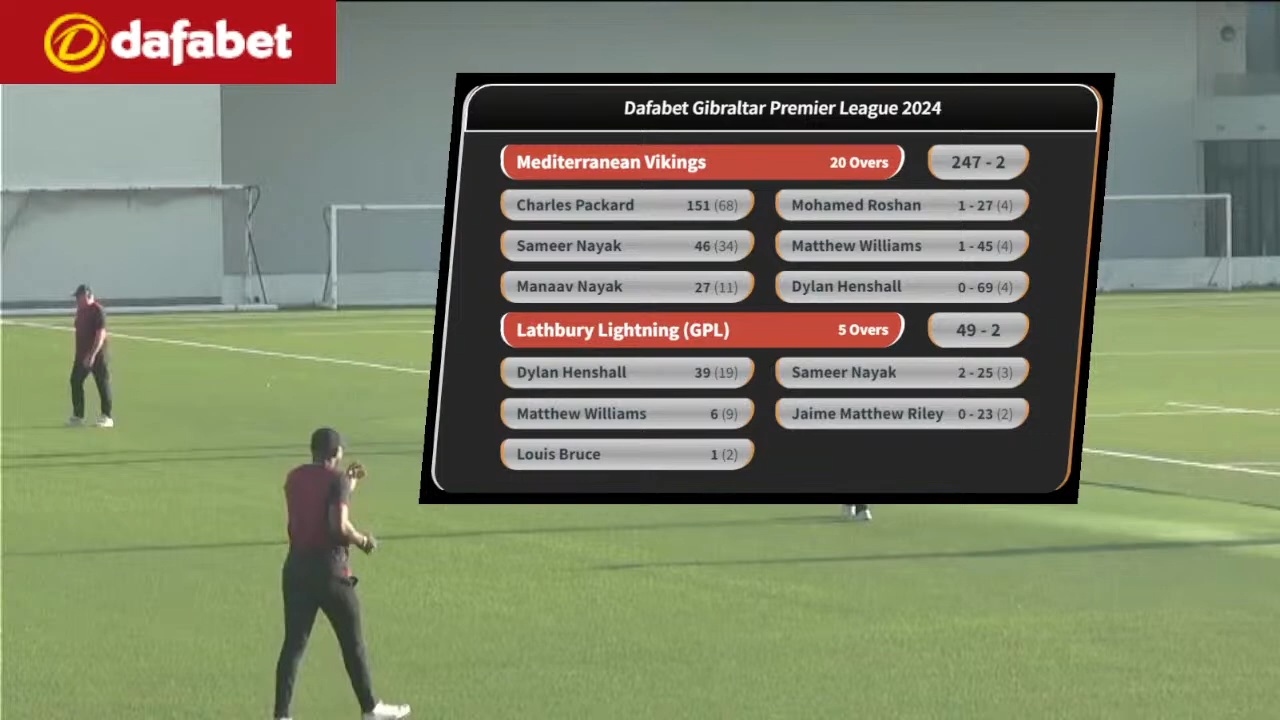 dafabet
Dafabet Gibraltar Premier League 2024
Mediterranean Vikings 20 Overs 247 - 2
Charles Packard 151 (68) Mohamed Roshan 1 - 27 (4)
Sameer Nayak 46 (34) Matthew Williams 1 - 45 (4)
Manaav Nayak 27 (11) Dylan Henshall 0 - 69 (4)
Lathbury Lightning (GPL) 5 Overs 49 - 2
Dylan Henshall 39 (19) Sameer Nayak 2 - 25 (3)
Matthew Williams 6 (9) Jaime Matthew Riley 0 - 23 (2)
Louis Bruce 1 (2)